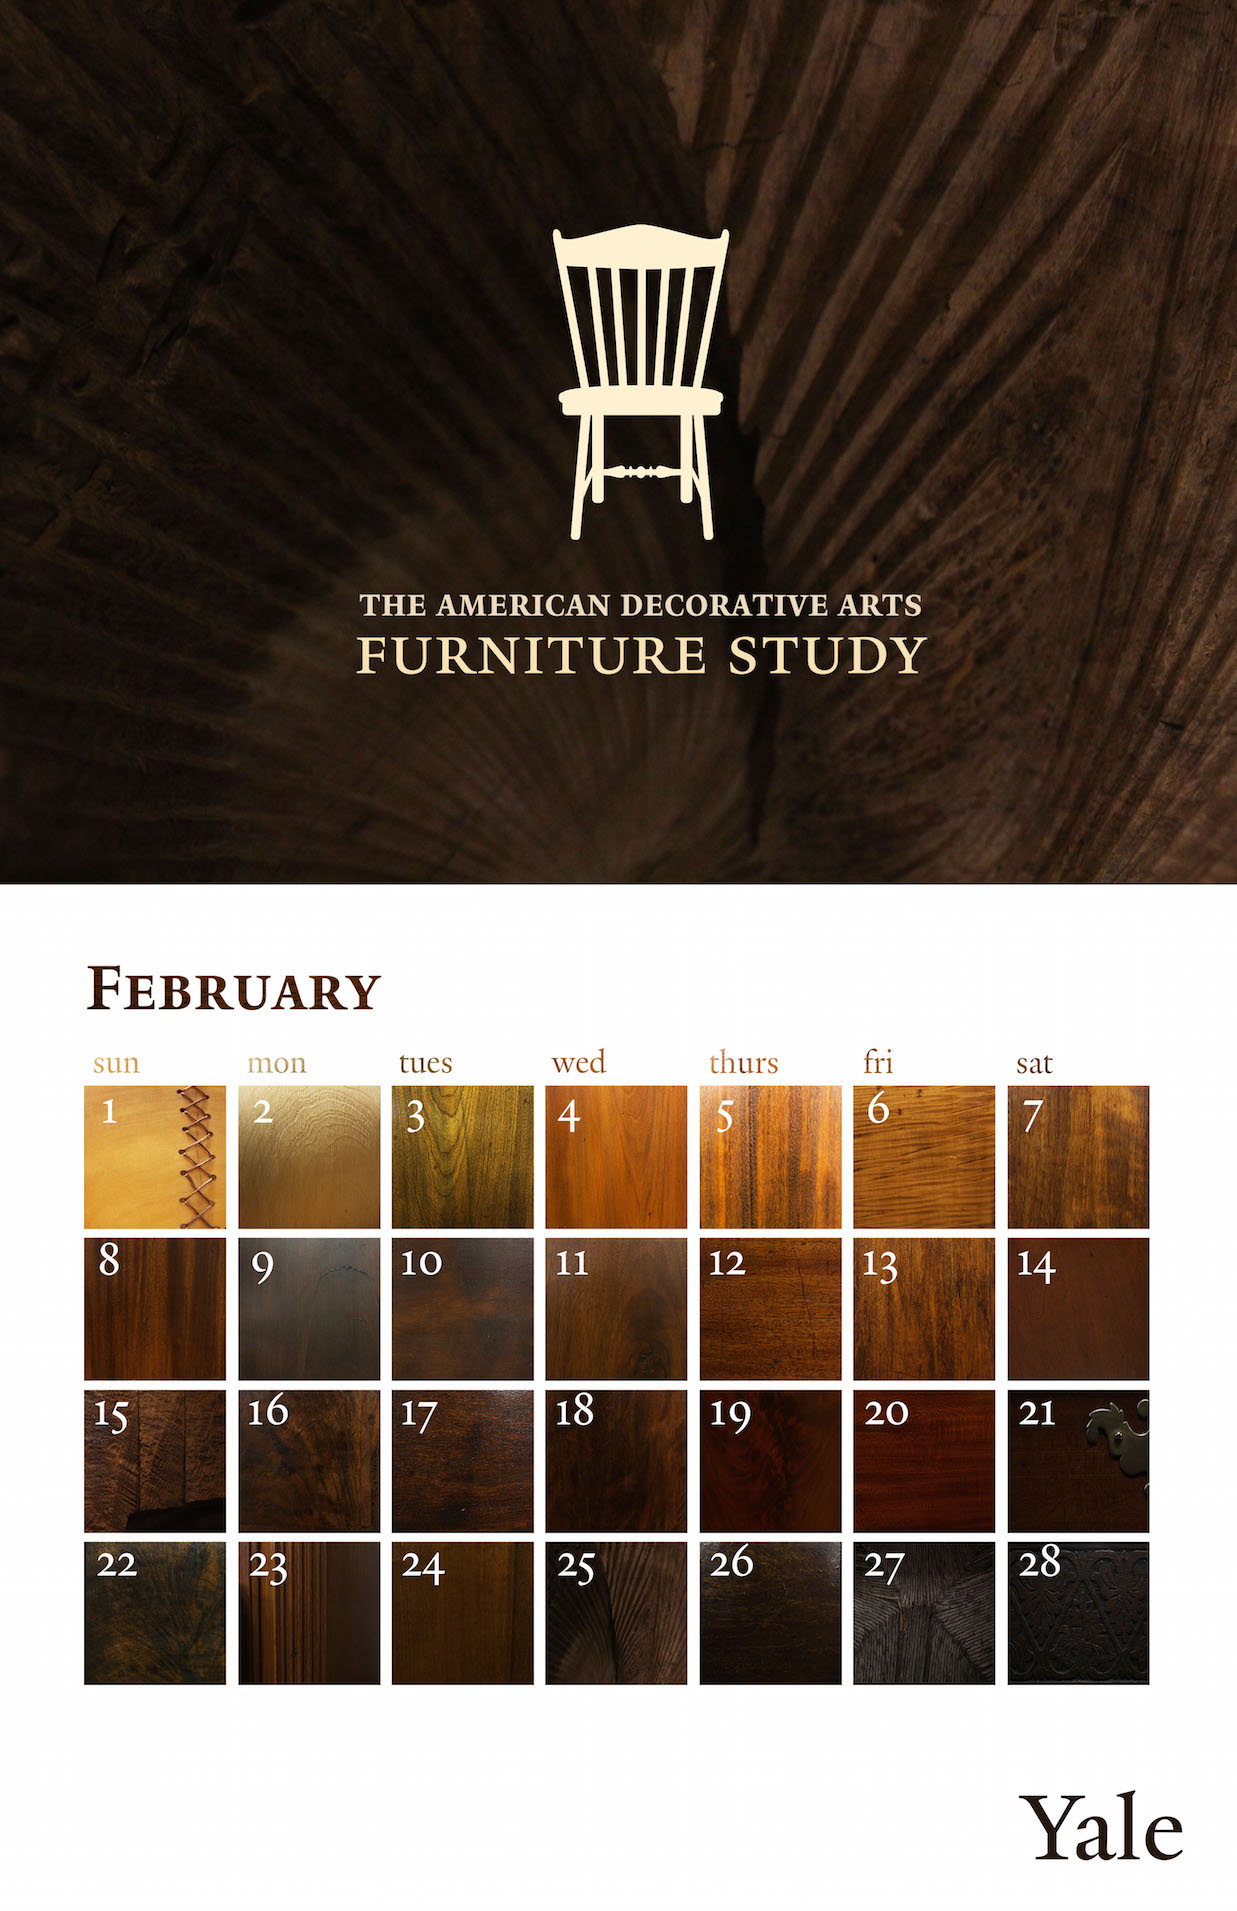 THE AMERICAN DECORATIVE ARTS
FURNITURE STUDY
FEBRUARY
sun mon tues wed thurs fri sat
1 2 3 4 5 6 7
8 9 10 11 12 13 14
15 16 17 18 19 20 21
22 23 24 25 26 27 28
Yale